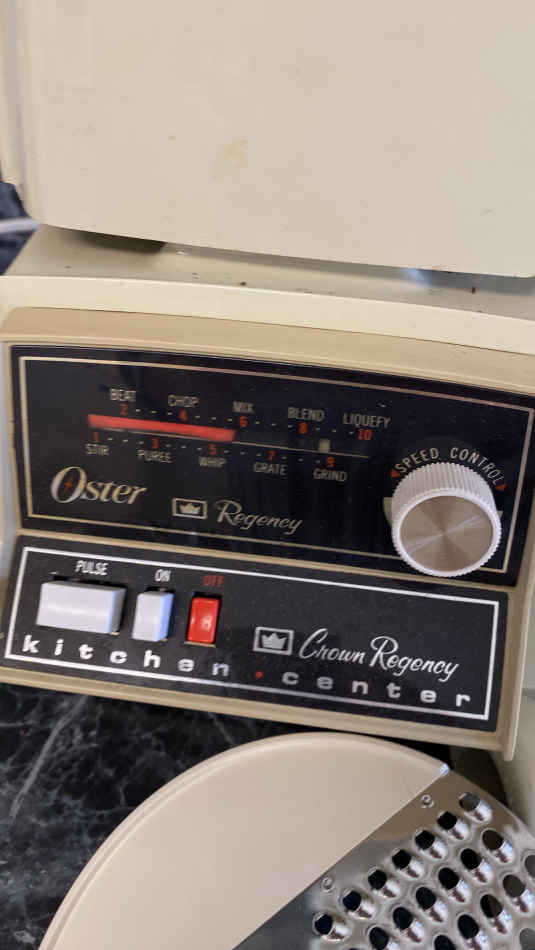 BEAT CHOP MIX BLEND LIQUEFY
2 4 6 8 10
1 3 5 7 9
STIR PUREE WHIP GRATE GRIND
SPEED CONTROL
Oster Regency
PULSE ON OFF
Crown Regency
kitchen center